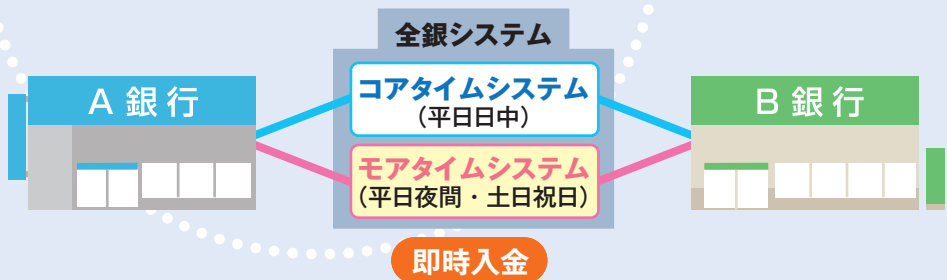 全銀システム
A 銀行
コアタイムシステム
(平日日中)
B 銀行
モアタイムシステム
(平日夜間・土日祝日)
即時入金